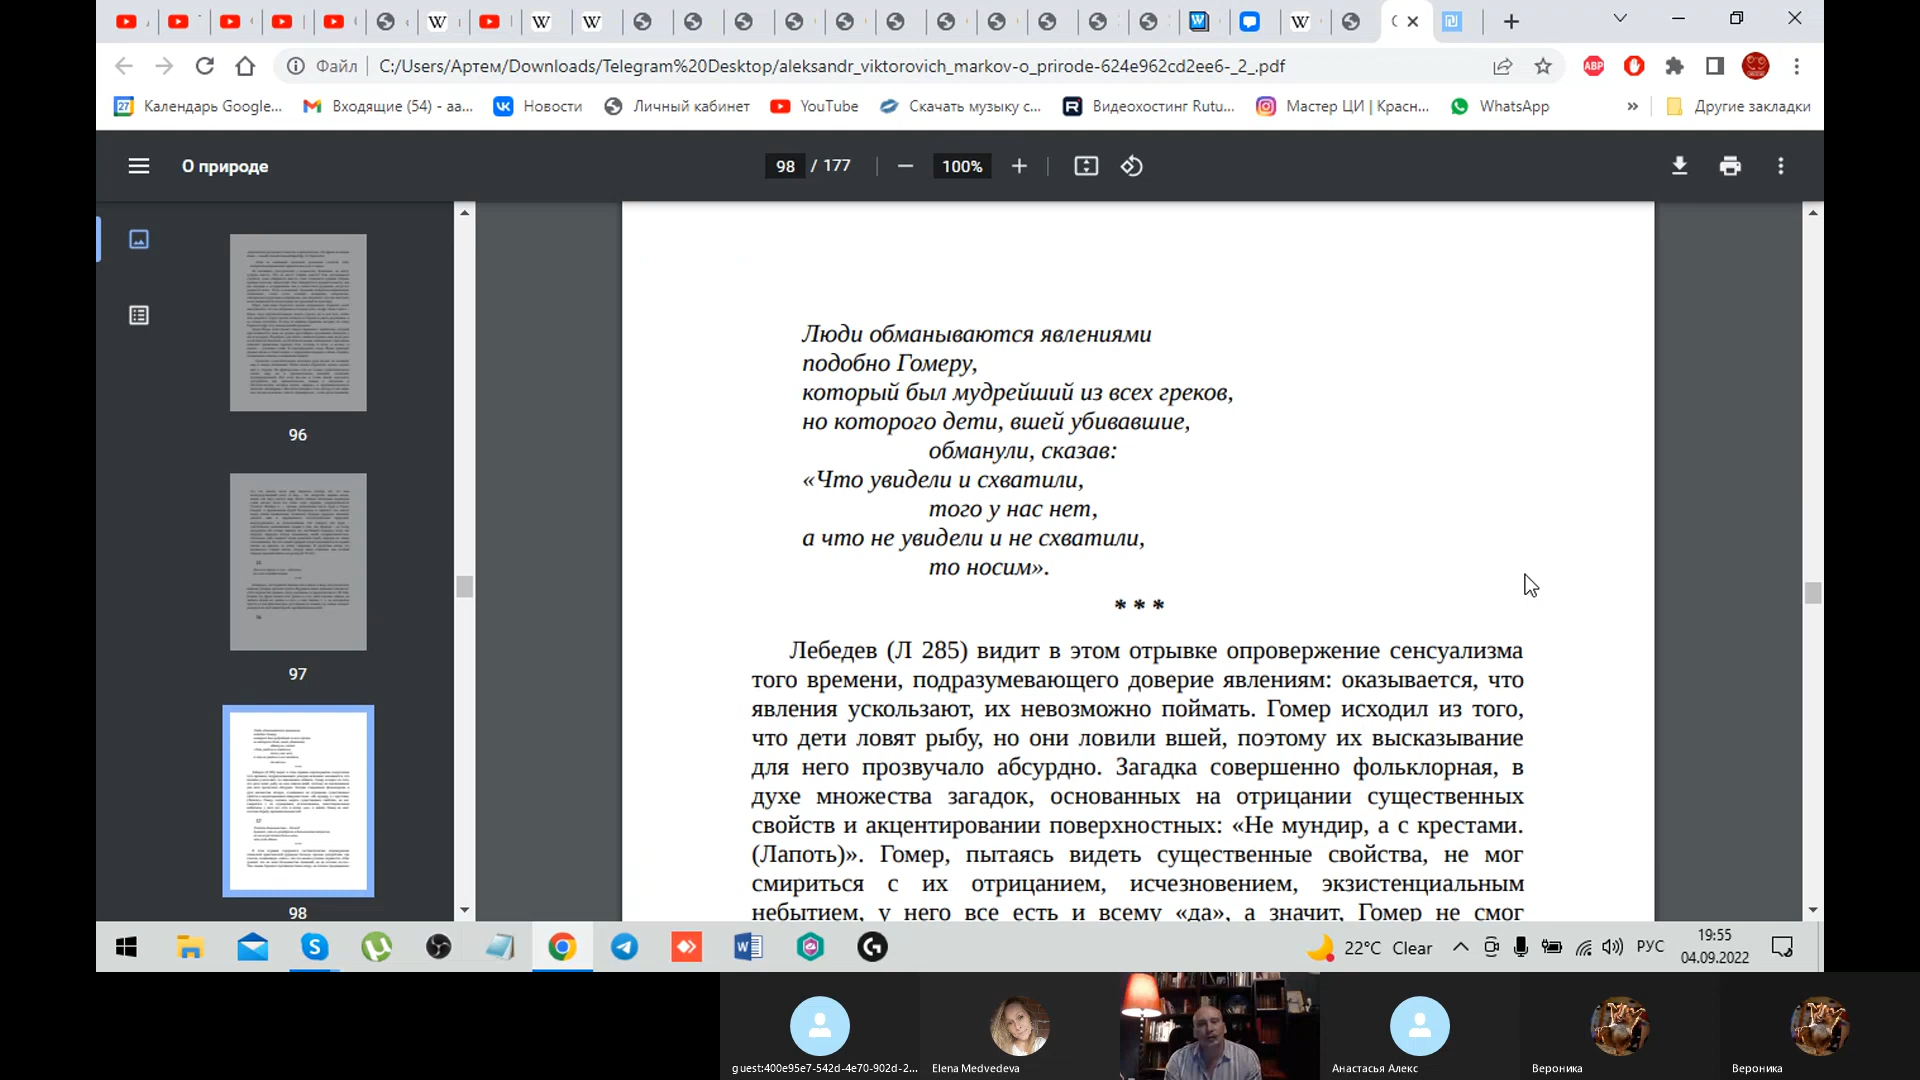 Файл
C:/Users/Артем/Downloads/Telegram%20Desktop/aleksandr_viktorovich_markov-o_prirode-624e962cd2ee6-_2_.pdf
ABP
Календарь Google...
Входящие (54) - aa...
Новости
Личный кабинет
YouTube
Скачать музыку с...
Видеохостинг Rutu...
Мастер ЦИ | Красн...
WhatsApp
»
Другие закладки
О природе
98 / 177
100%
96
97
98
Люди обманываются явлениями
подобно Гомеру,
который был мудрейший из всех греков,
но которого дети, вшей убивавшие,
обманули, сказав:
«Что увидели и схватили,
того у нас нет,
а что не увидели и не схватили,
то носим».
* * *
Лебедев (Л 285) видит в этом отрывке опровержение сенсуализма
того времени, подразумевающего доверие явлениям: оказывается, что
явления ускользают, их невозможно поймать. Гомер исходил из того,
что дети ловят рыбу, но они ловили вшей, поэтому их высказывание
для него прозвучало абсурдно. Загадка совершенно фольклорная, в
духе множества загадок, основанных на отрицании существенных
свойств и акцентировании поверхностных: «Не мундир, а с крестами.
(Лапоть)». Гомер, пытаясь видеть существенные свойства, не мог
смириться с их отрицанием, исчезновением, экзистенциальным
небытием, у него все есть и всему «да», а значит, Гомер не смог
22°C Clear
РУС
19:55
04.09.2022
guest:400e95e7-542d-4e70-902d-2...
Elena Medvedeva
Анастасья Алекс
Вероника
Вероника